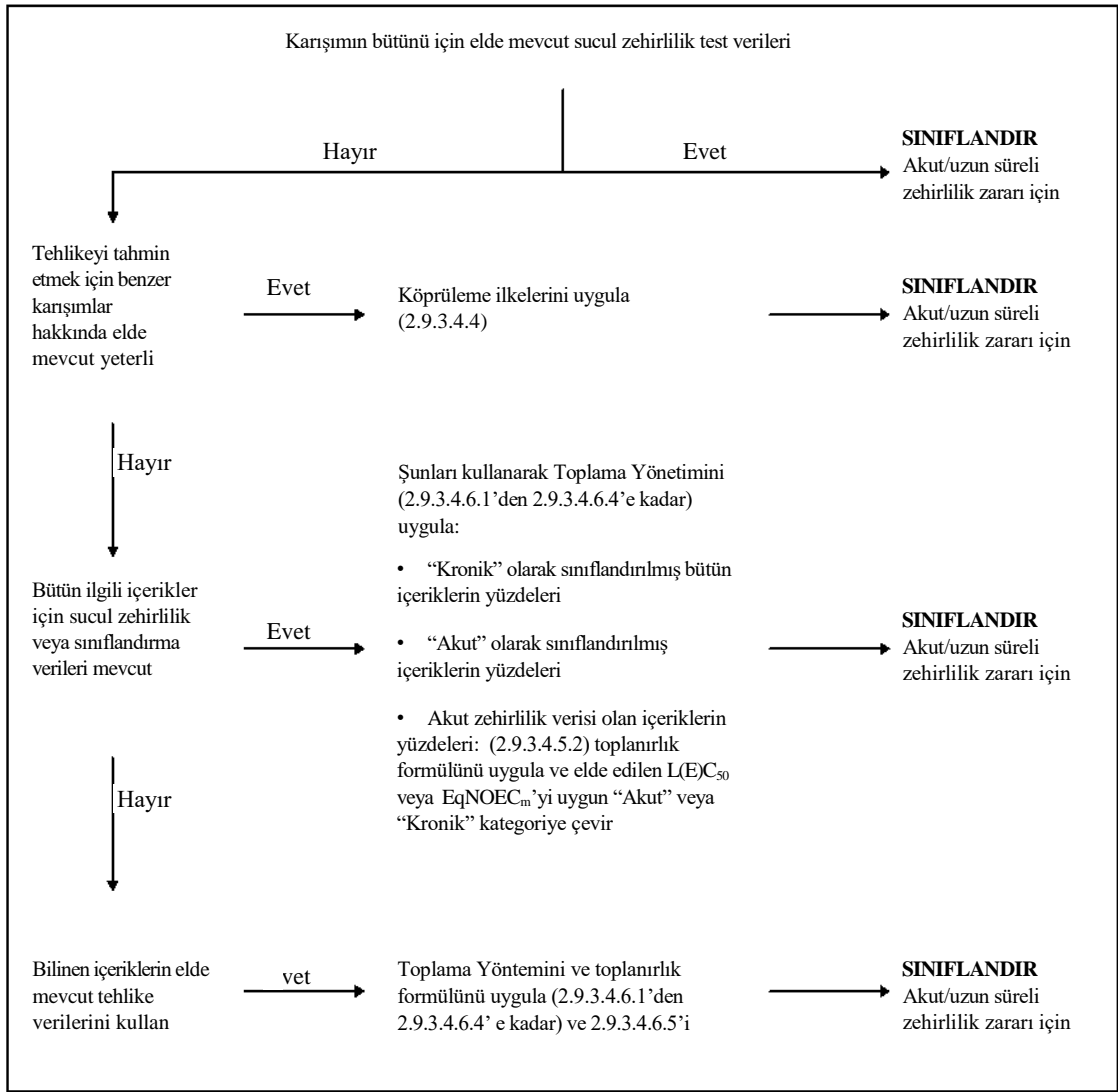 Karışımın bütünü için elde mevcut sucul zehirlilik test verileri
Hayır
Evet
SINIFLANDIR
Akut/uzun süreli
zehirlilik zararı için
Tehlikeyi tahmin
etmek için benzer
karışımlar
hakkında elde
mevcut yeterli
Evet
Köprüleme ilkelerini uygula
(2.9.3.4.4)
SINIFLANDIR
Akut/uzun süreli
zehirlilik zararı için
Hayır
Şunları kullanarak Toplama Yönetimini
(2.9.3.4.6.1’den 2.9.3.4.6.4’e kadar)
uygula:
• “Kronik” olarak sınıflandırılmış bütün
içeriklerin yüzdeleri
• “Akut” olarak sınıflandırılmış
içeriklerin yüzdeleri
• Akut zehirlilik verisi olan içeriklerin
yüzdeleri: (2.9.3.4.5.2) toplanırlık
formülünü uygula ve elde edilen L(E)C₅₀
veya EqNOECₘ’yi uygun “Akut” veya
“Kronik” kategoriye çevir
Bütün ilgili içerikler
için sucul zehirlilik
veya sınıflandırma
verileri mevcut
Evet
SINIFLANDIR
Akut/uzun süreli
zehirlilik zararı için
Hayır
Bilinen içeriklerin elde
mevcut tehlike
verilerini kullan
vet
Toplama Yöntemini ve toplanırlık
formülünü uygula (2.9.3.4.6.1’den
2.9.3.4.6.4’ e kadar) ve 2.9.3.4.6.5’i
SINIFLANDIR
Akut/uzun süreli
zehirlilik zararı için